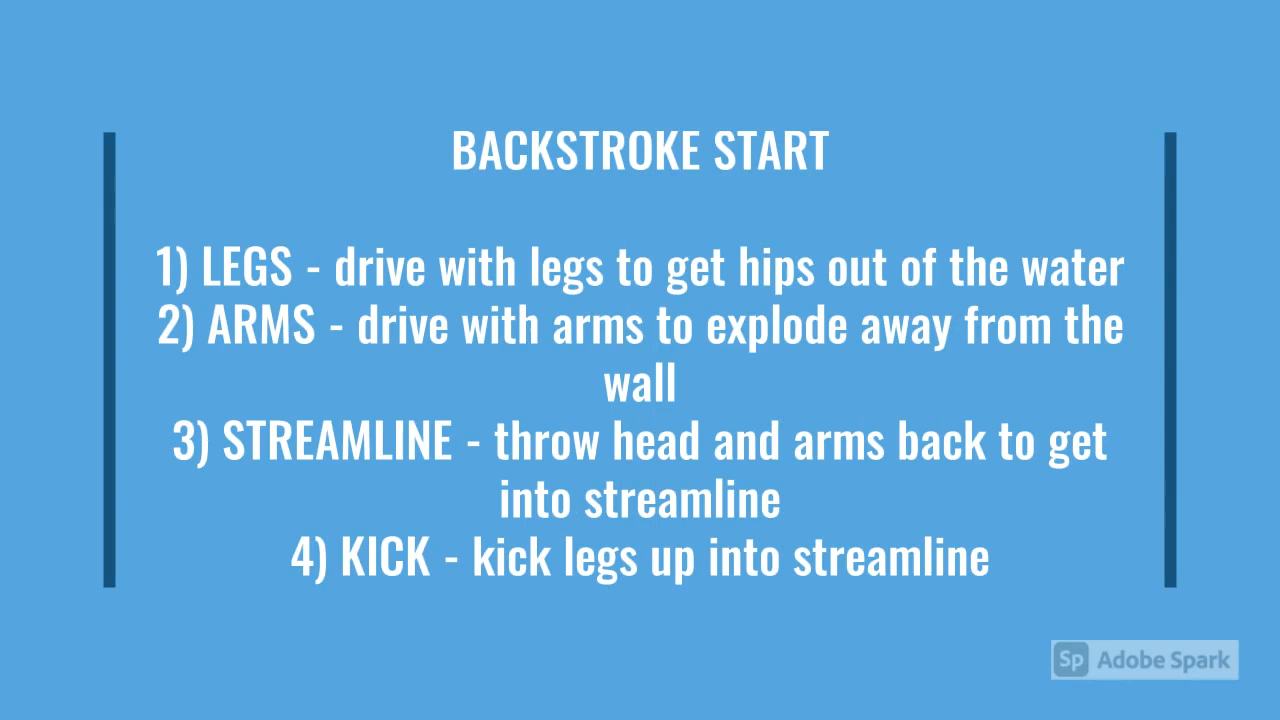 BACKSTROKE START
1) LEGS - drive with legs to get hips out of the water
2) ARMS - drive with arms to explode away from the
wall
3) STREAMLINE - throw head and arms back to get
into streamline
4) KICK - kick legs up into streamline
Sp Adobe Spark